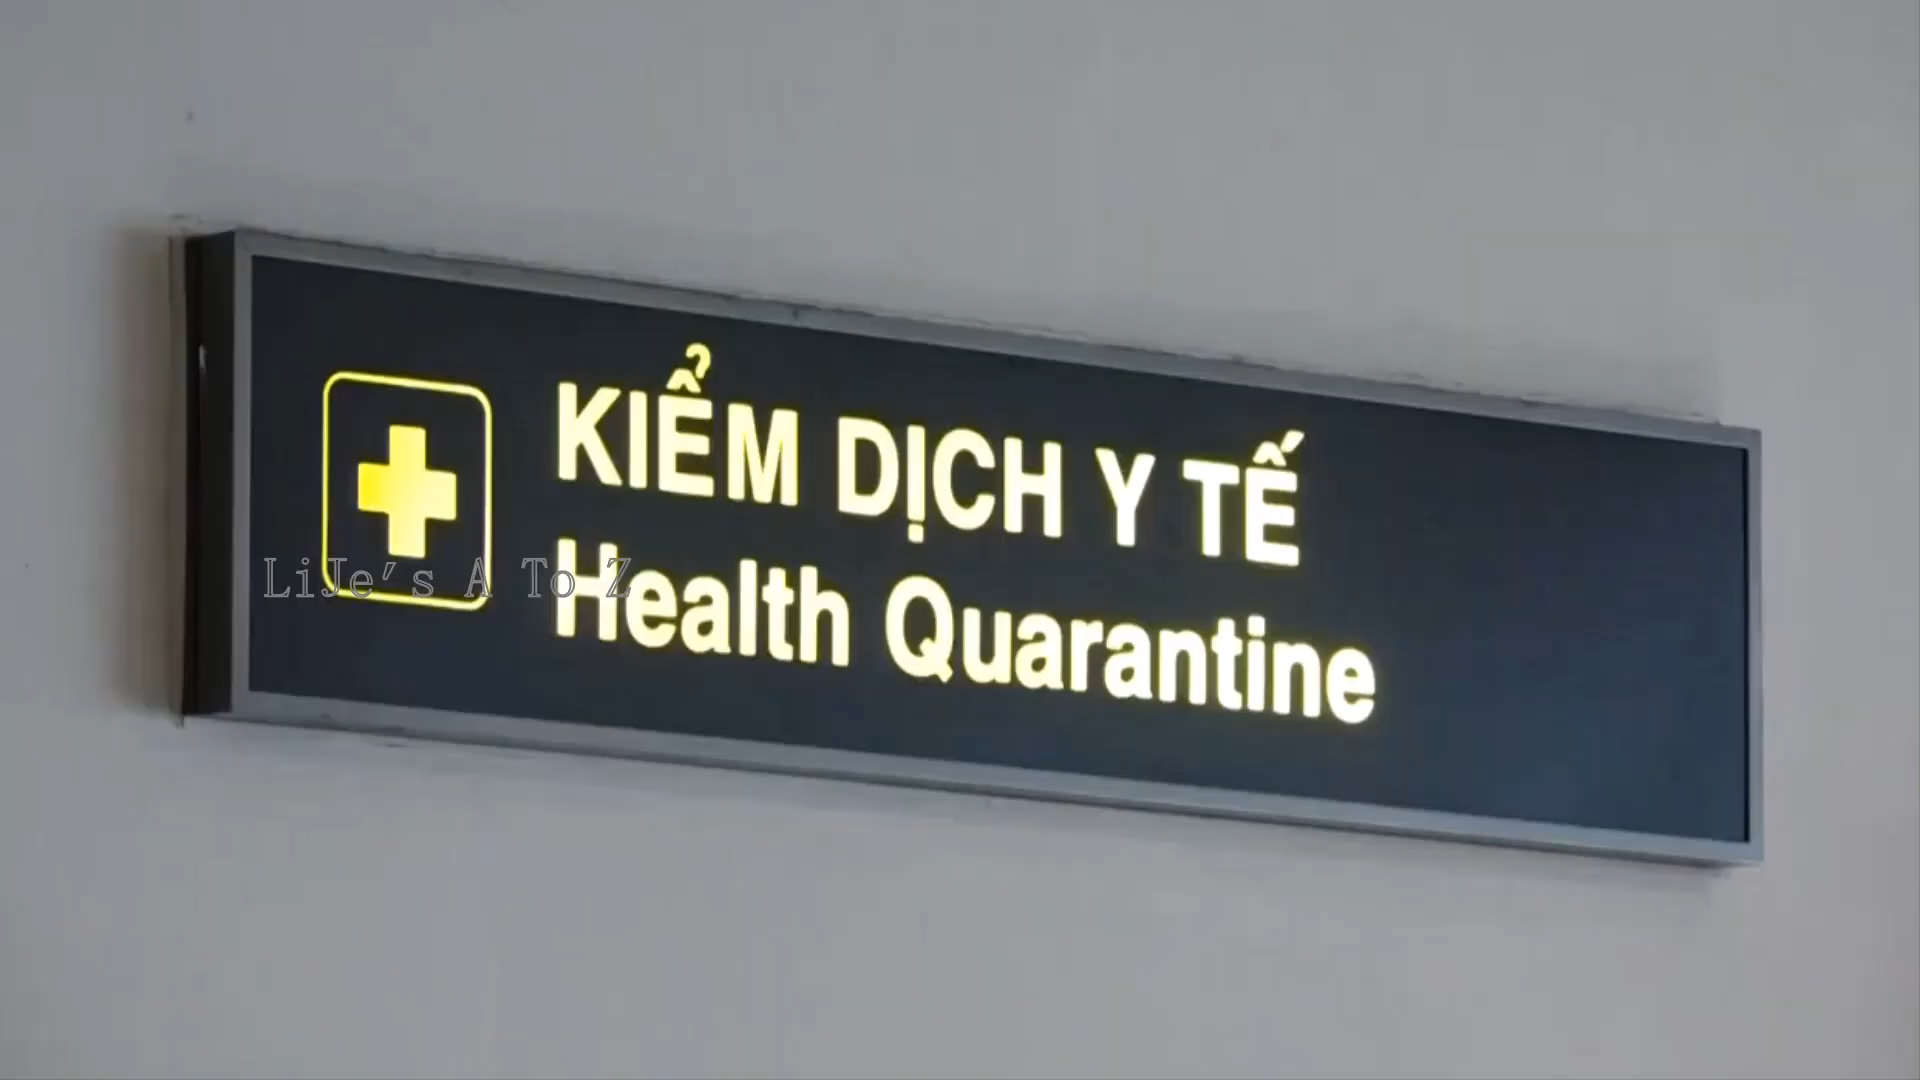 KIỂM DỊCH Y TẾ
Health Quarantine
LiJe's A To Z